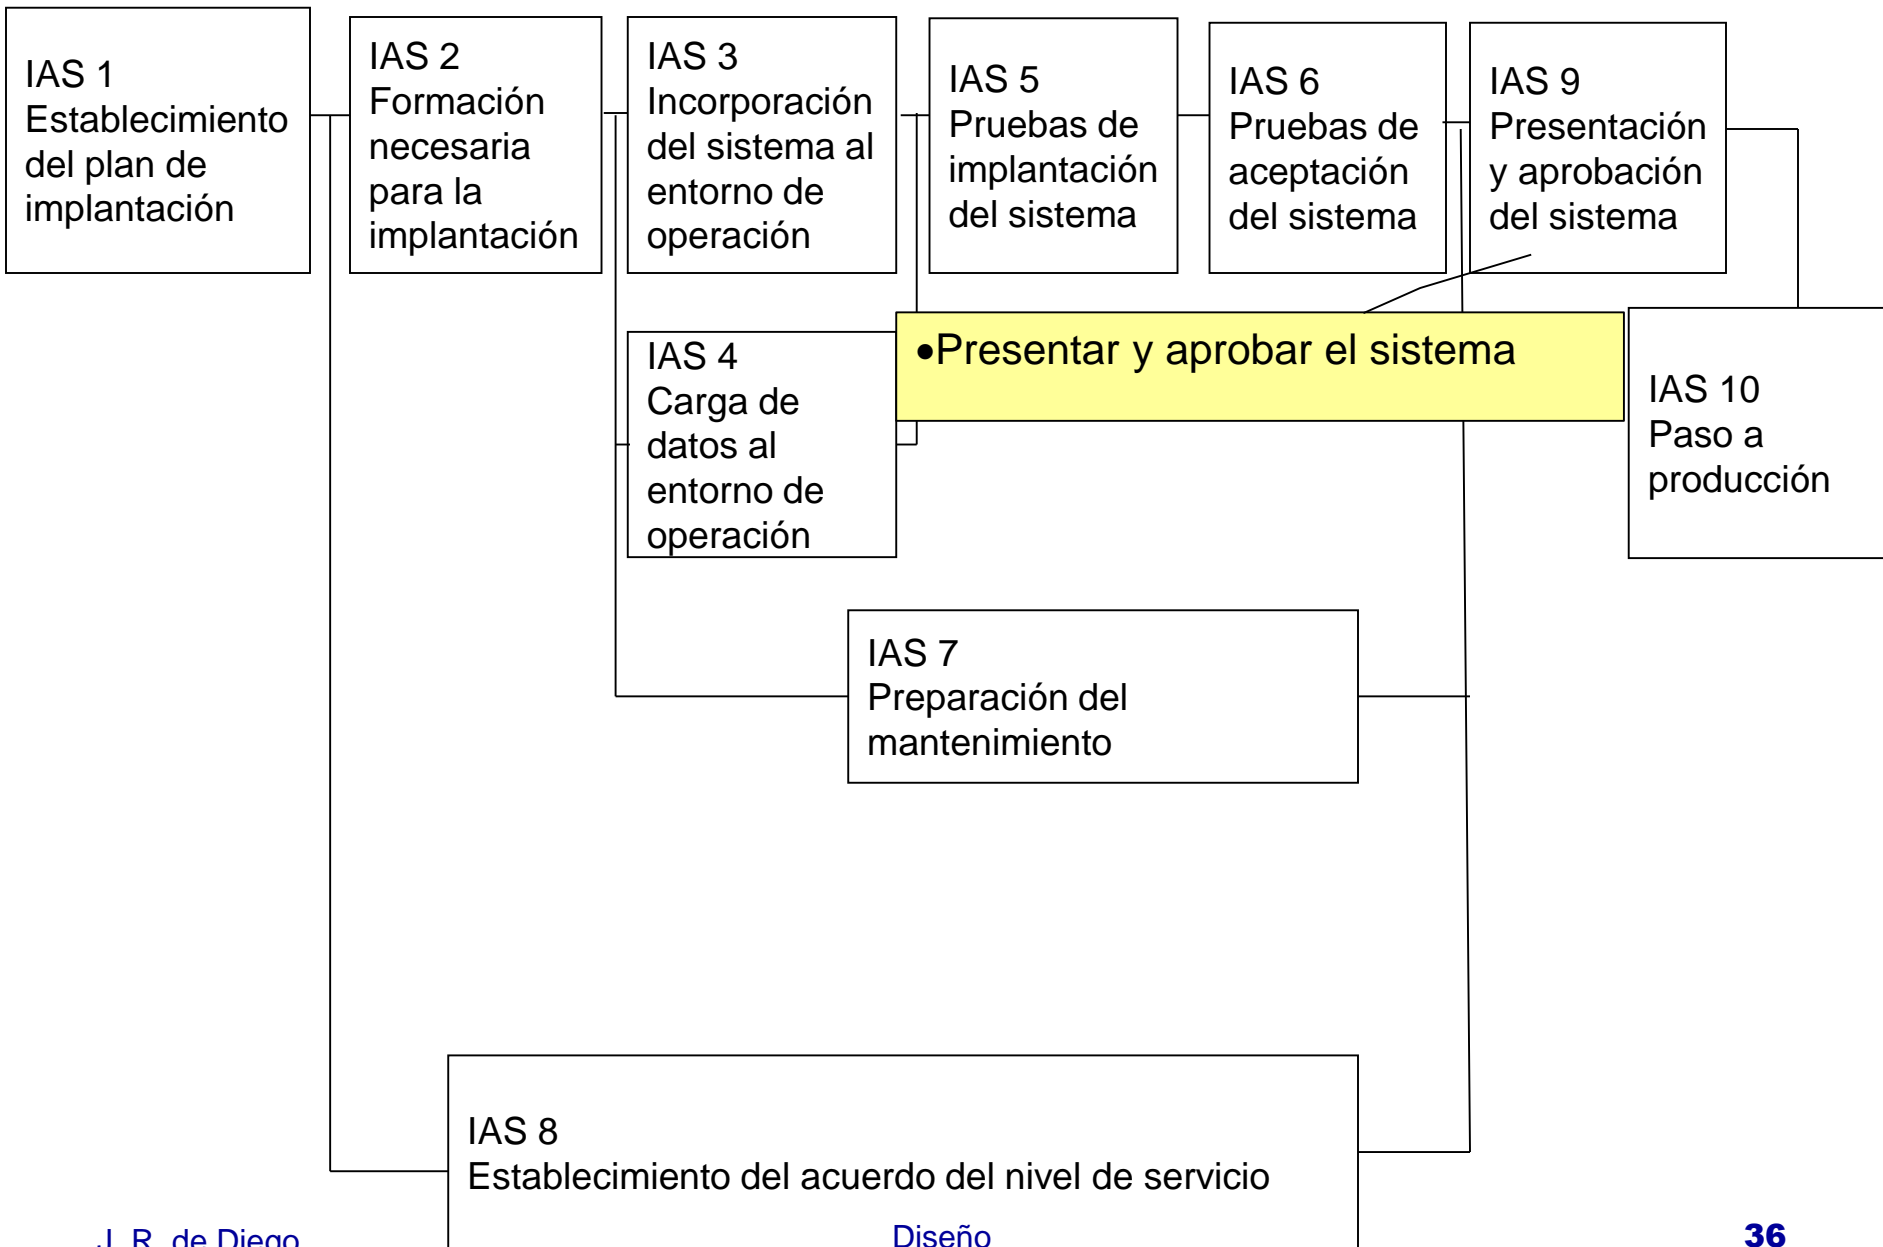 IAS 1
Establecimiento
del plan de
implantación
IAS 2
Formación
necesaria
para la
implantación
IAS 3
Incorporación
del sistema al
entorno de
operación
IAS 5
Pruebas de
implantación
del sistema
IAS 6
Pruebas de
aceptación
del sistema
IAS 9
Presentación
y aprobación
del sistema
IAS 4
Carga de
datos al
entorno de
operación
•Presentar y aprobar el sistema
IAS 10
Paso a
producción
IAS 7
Preparación del
mantenimiento
IAS 8
Establecimiento del acuerdo del nivel de servicio
J. R. de Diego
Diseño
36